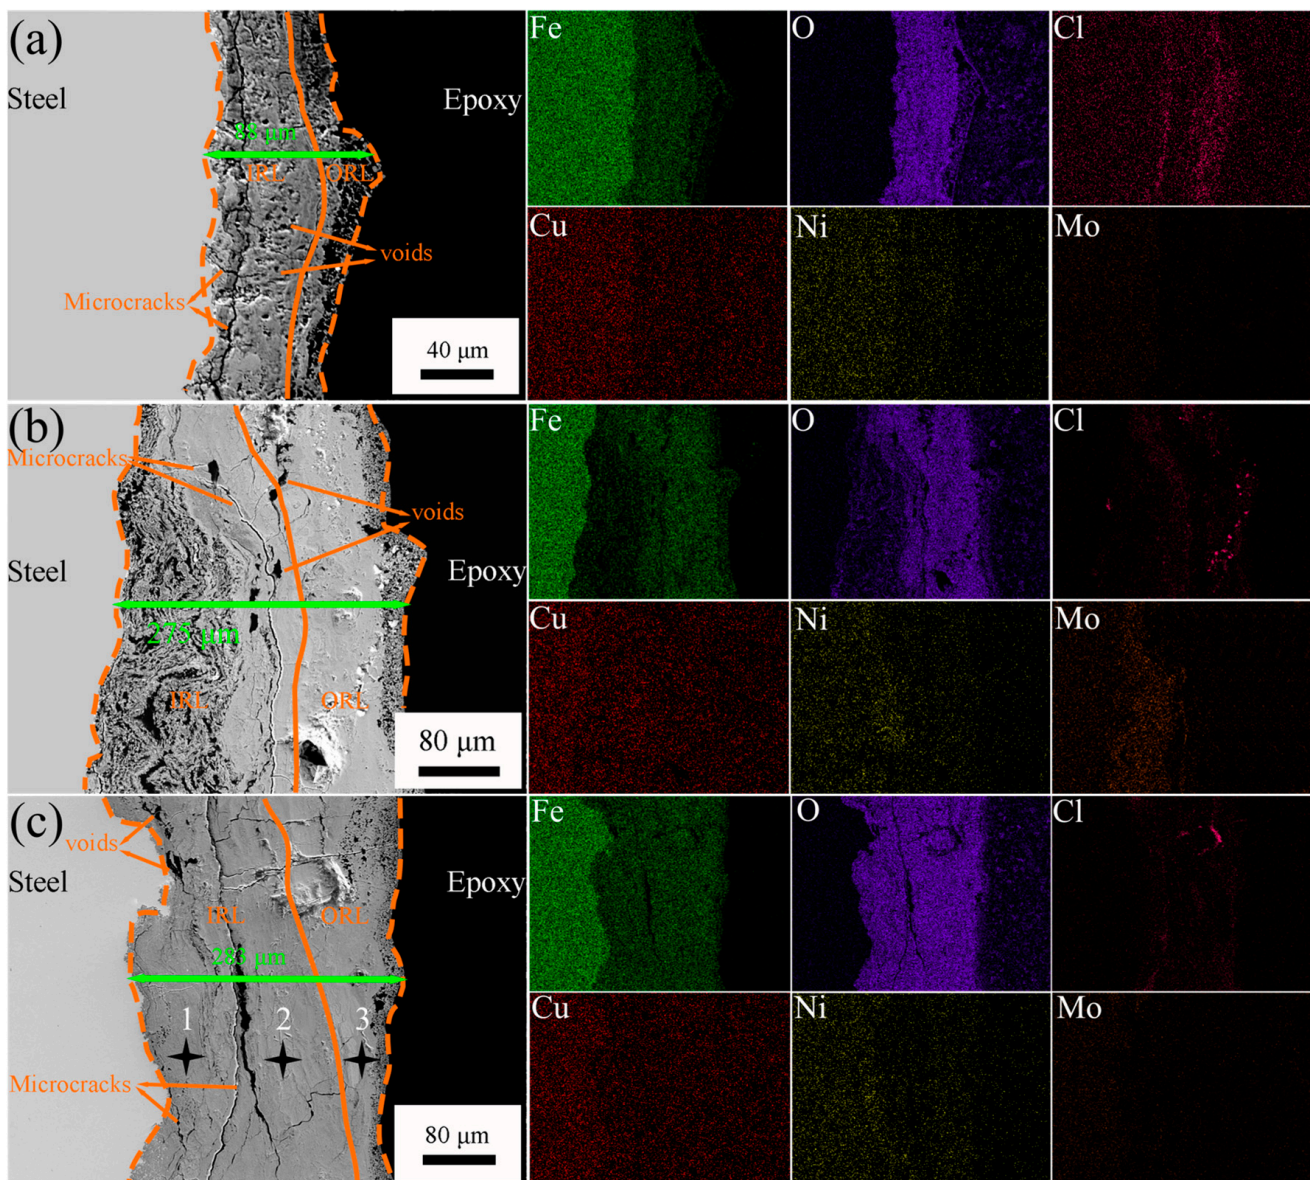 (a)
Steel
Epoxy
88 μm
IRL
ORL
voids
Microcracks
40 μm
Fe
O
Cl
Cu
Ni
Mo
(b)
Microcracks
voids
Steel
Epoxy
275 μm
IRL
ORL
80 μm
Fe
O
Cl
Cu
Ni
Mo
(c)
voids
Steel
Epoxy
IRL
ORL
283 μm
1
2
3
Microcracks
80 μm
Fe
O
Cl
Cu
Ni
Mo